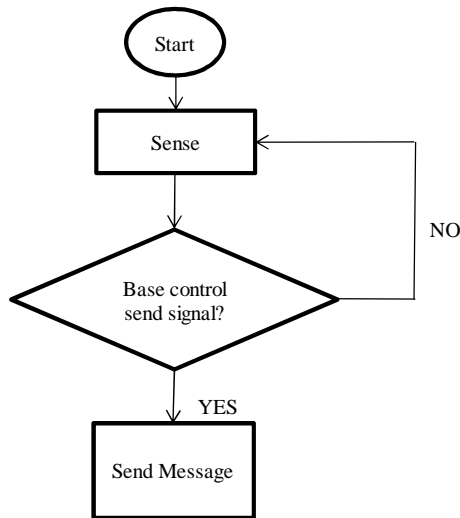 Start
Sense
NO
Base control
send signal?
YES
Send Message